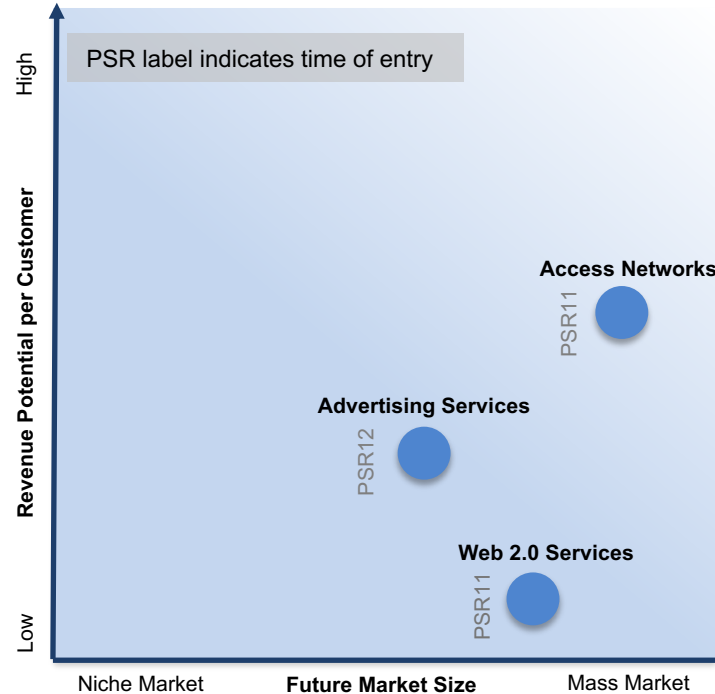 High
PSR label indicates time of entry
Revenue Potential per Customer
Access Networks
PSR11
Advertising Services
PSR12
Web 2.0 Services
PSR11
Low
Niche Market
Future Market Size
Mass Market